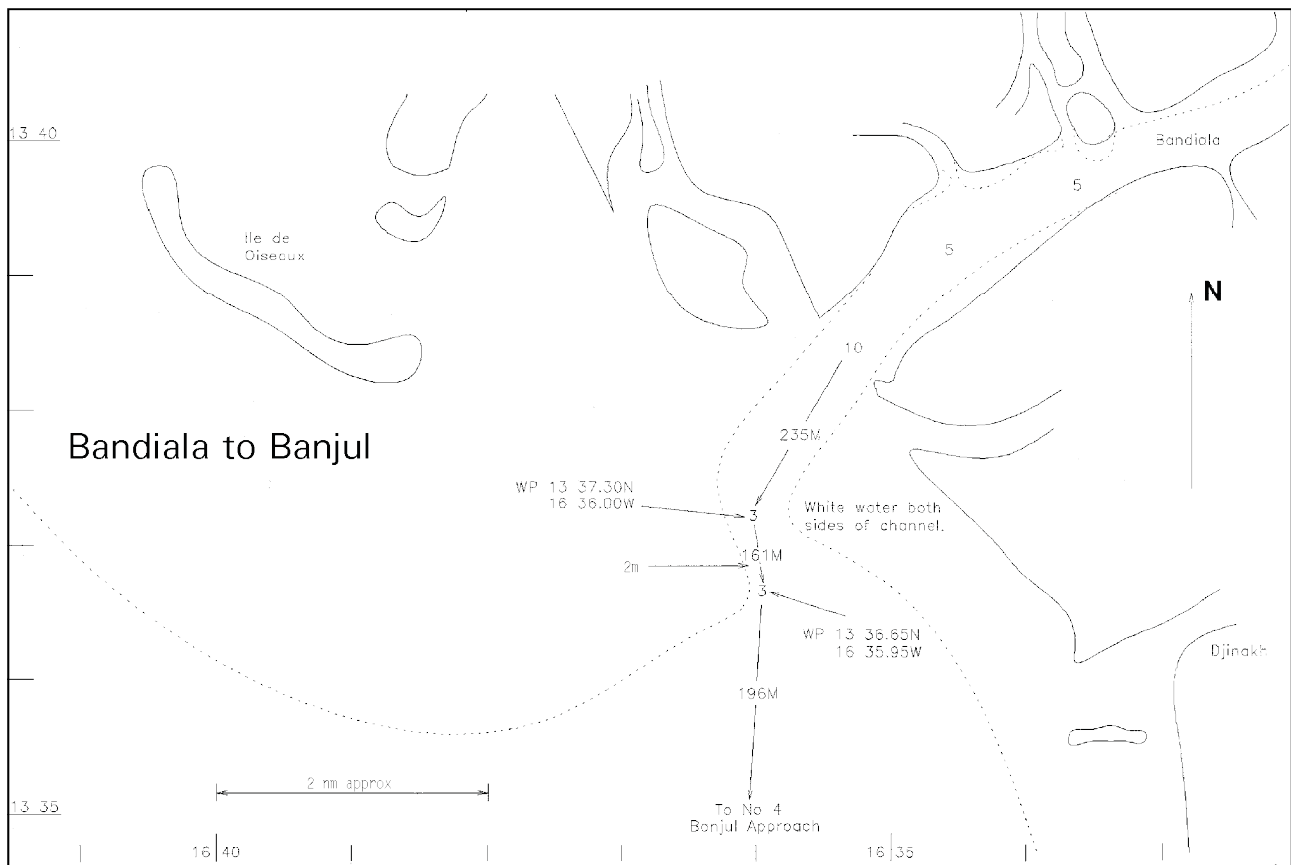 13 40
Bandiola
5
Ile de
Oiseaux
5
N
10
235M
Bandiala to Banjul
WP 13 37.30N
16 36.00W
3
White water both
sides of channel.
161M
2m
3
WP 13 36.65N
16 35.95W
Djinakh
196M
2 nm approx
13 35
To No 4
Banjul Approach
16 40
16 35